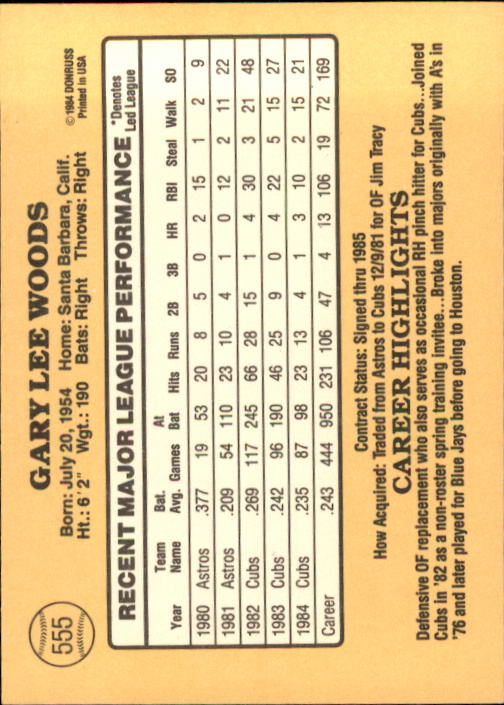 555
GARY LEE WOODS
Born: July 20, 1954 Home: Santa Barbara, Calif.
Ht.: 6'2" Wgt.: 190 Bats: Right Throws: Right
© 1984 DONRUSS
Printed in USA
RECENT MAJOR LEAGUE PERFORMANCE
*Denotes
Led League
Year Team Name Bat. Avg. Games At Bat Hits Runs 2B 3B HR RBI Steal Walk SO
1980 Astros .377 19 53 20 8 5 0 2 15 1 2 9
1981 Astros .209 54 110 23 10 4 1 0 12 2 11 22
1982 Cubs .269 117 245 66 28 15 1 4 30 3 21 48
1983 Cubs .242 96 190 46 25 9 0 4 22 5 15 27
1984 Cubs .235 87 98 23 13 4 1 3 10 2 15 21
Career .243 444 950 231 106 47 4 13 106 19 72 169
Contract Status: Signed thru 1985
How Acquired: Traded from Astros to Cubs 12/9/81 for OF Jim Tracy
CAREER HIGHLIGHTS
Defensive OF replacement who also serves as occasional RH pinch hitter for Cubs...Joined
Cubs in '82 as a non-roster spring training invitee...Broke into majors originally with A's in
'76 and later played for Blue Jays before going to Houston.